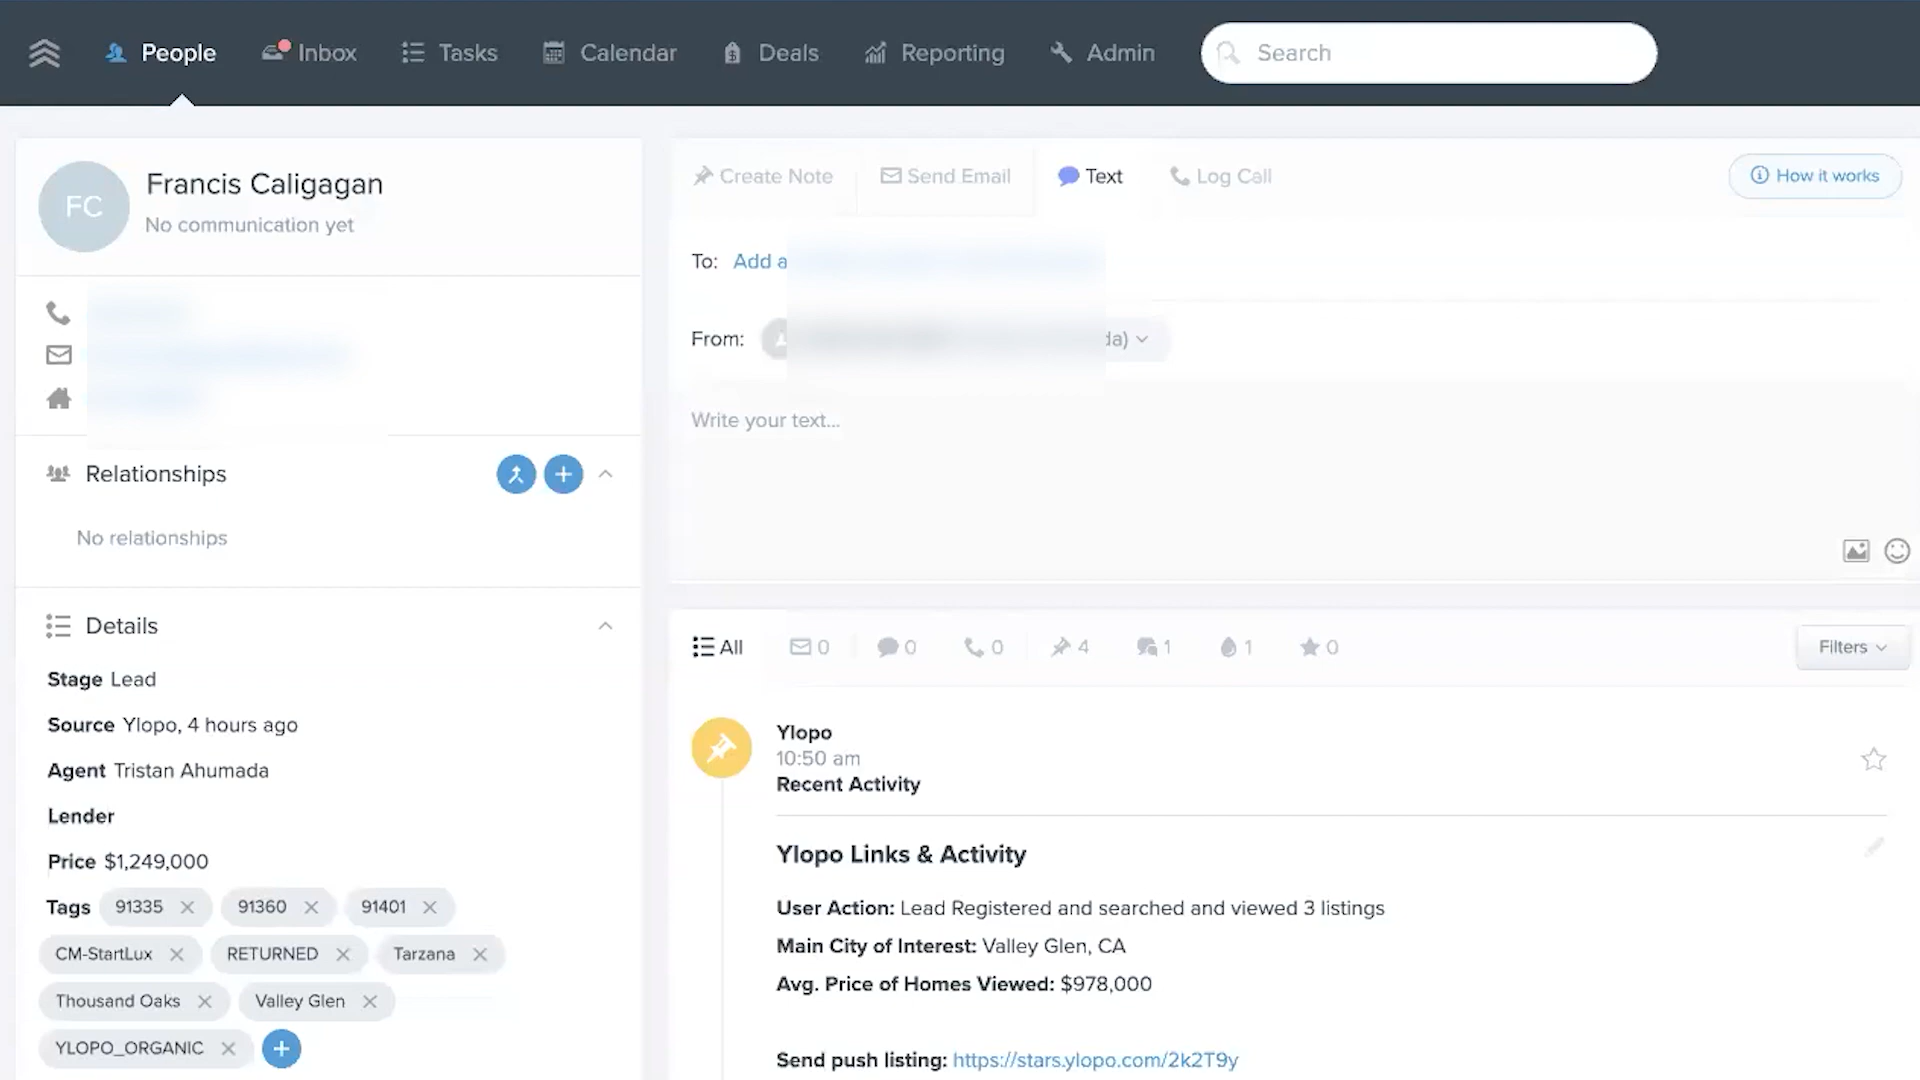 People
Inbox
Tasks
Calendar
Deals
Reporting
Admin
Search
FC
Francis Caligagan
No communication yet
Relationships
No relationships
Details
Stage Lead
Source Ylopo, 4 hours ago
Agent Tristan Ahumada
Lender
Price $1,249,000
Tags 91335 91360 91401
CM-StartLux RETURNED Tarzana
Thousand Oaks Valley Glen
YLOPO_ORGANIC
Create Note
Send Email
Text
Log Call
How it works
To: Add a
From: da)
Write your text...
All 0 0 0 4 1 1 0
Filters
Ylopo
10:50 am
Recent Activity
Ylopo Links & Activity
User Action: Lead Registered and searched and viewed 3 listings
Main City of Interest: Valley Glen, CA
Avg. Price of Homes Viewed: $978,000
Send push listing: https://stars.ylopo.com/2k2T9y